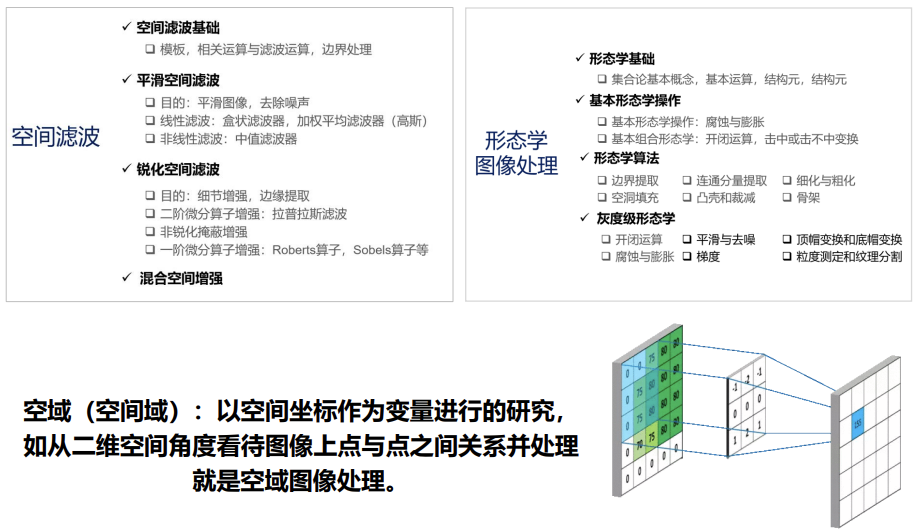 空间滤波
✓ 空间滤波基础
❑ 模板，相关运算与滤波运算，边界处理
✓ 平滑空间滤波
❑ 目的：平滑图像，去除噪声
❑ 线性滤波器：盒状滤波器，加权平均滤波器（高斯）
❑ 非线性滤波：中值滤波器
✓ 锐化空间滤波
❑ 目的：细节增强，边缘提取
❑ 二阶微分算子增强：拉普拉斯滤波
❑ 非锐化掩蔽增强
❑ 一阶微分算子增强：Roberts算子，Sobels算子等
✓ 混合空间增强
形态学
图像处理
✓ 形态学基础
❑ 集合论基本概念，基本运算，结构元，结构元
✓ 基本形态学操作
❑ 基本形态学操作：腐蚀与膨胀
❑ 基本组合形态学：开闭运算，击中或击不中变换
✓ 形态学算法
❑ 边界提取 ❑ 连通分量提取 ❑ 细化与粗化
❑ 空洞填充 ❑ 凸壳和裁减 ❑ 骨架
✓ 灰度级形态学
❑ 开闭运算 ❑ 平滑与去噪 ❑ 顶帽变换和底帽变换
❑ 腐蚀与膨胀 ❑ 梯度 ❑ 粒度测定和纹理分割
空域（空间域）：以空间坐标作为变量进行的研究，
如从二维空间角度看待图像上点与点之间关系并处理
就是空域图像处理。
0 0 75 80 80
0 75 80 80 80
0 75 80 80 80
0 75 80 80 80
0 70 75 80 80
0 0 0 0 0
-1 -2 -1
0 0 0
1 2 1
155